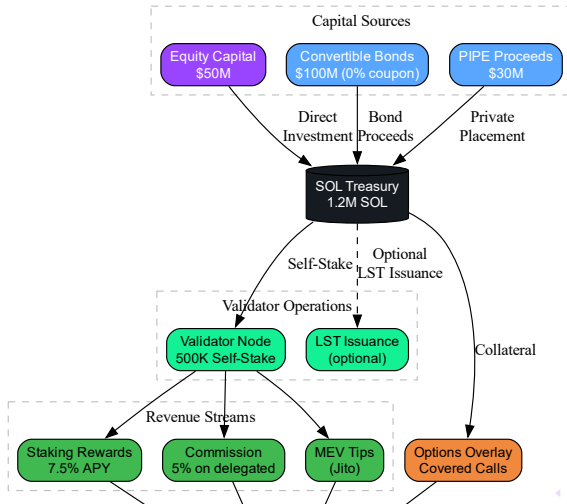 Capital Sources
Equity Capital
$50M
Convertible Bonds
$100M (0% coupon)
PIPE Proceeds
$30M
Direct
Investment
Bond
Proceeds
Private
Placement
SOL Treasury
1.2M SOL
Self-Stake
Optional
LST Issuance
Validator Operations
Validator Node
500K Self-Stake
LST Issuance
(optional)
Collateral
Revenue Streams
Staking Rewards
7.5% APY
Commission
5% on delegated
MEV Tips
(Jito)
Options Overlay
Covered Calls